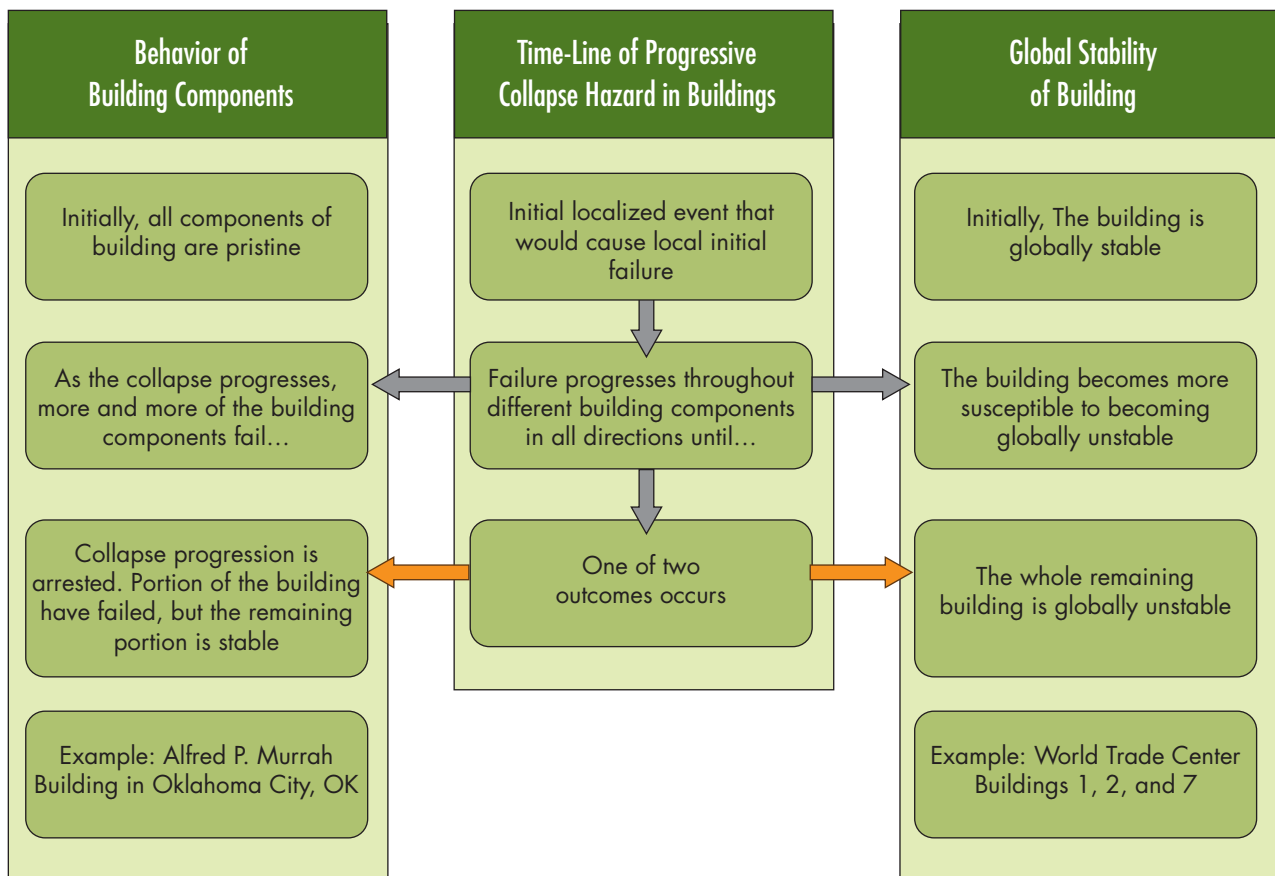 Behavior of
Building Components
Initially, all components of
building are pristine
As the collapse progresses,
more and more of the building
components fail…
Collapse progression is
arrested. Portion of the building
have failed, but the remaining
portion is stable
Example: Alfred P. Murrah
Building in Oklahoma City, OK
Time-Line of Progressive
Collapse Hazard in Buildings
Initial localized event that
would cause local initial
failure
Failure progresses throughout
different building components
in all directions until…
One of two
outcomes occurs
Global Stability
of Building
Initially, The building is
globally stable
The building becomes more
susceptible to becoming
globally unstable
The whole remaining
building is globally unstable
Example: World Trade Center
Buildings 1, 2, and 7